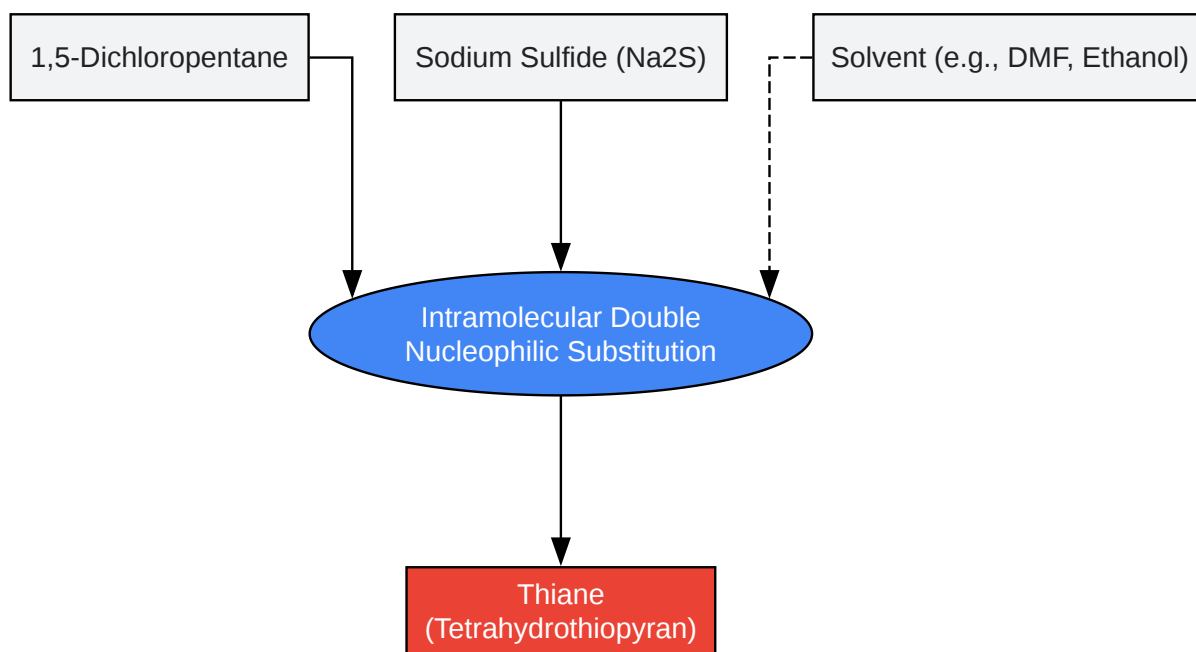 1,5-Dichloropentane
Sodium Sulfide (Na2S)
Solvent (e.g., DMF, Ethanol)
Intramolecular Double
Nucleophilic Substitution
Thiane
(Tetrahydrothiopyran)